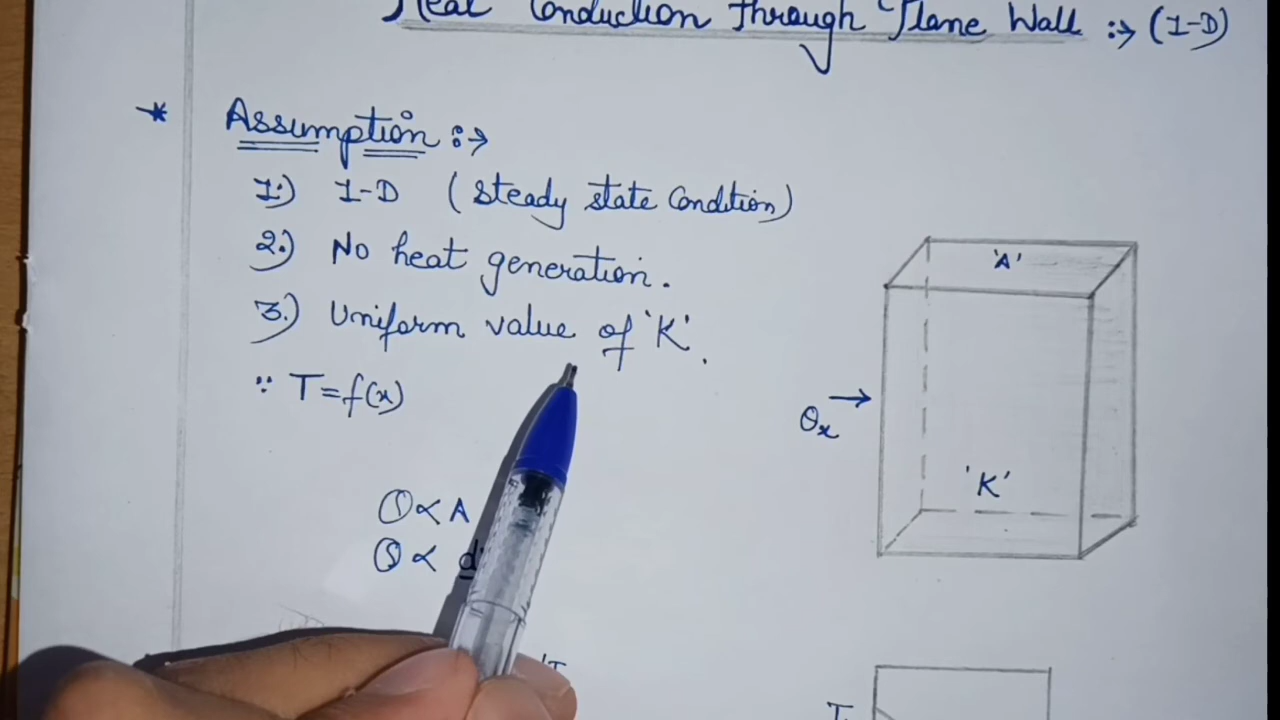 Heat Conduction Through Plane Wall :→ (1-D)
* Assumption :→
1.) 1-D (Steady state Condition)
2.) No heat generation.
3.) Uniform value of 'K'.
∵ T=f(x)
Q ∝ A
Q ∝ d
'A'
Qx →
'K'